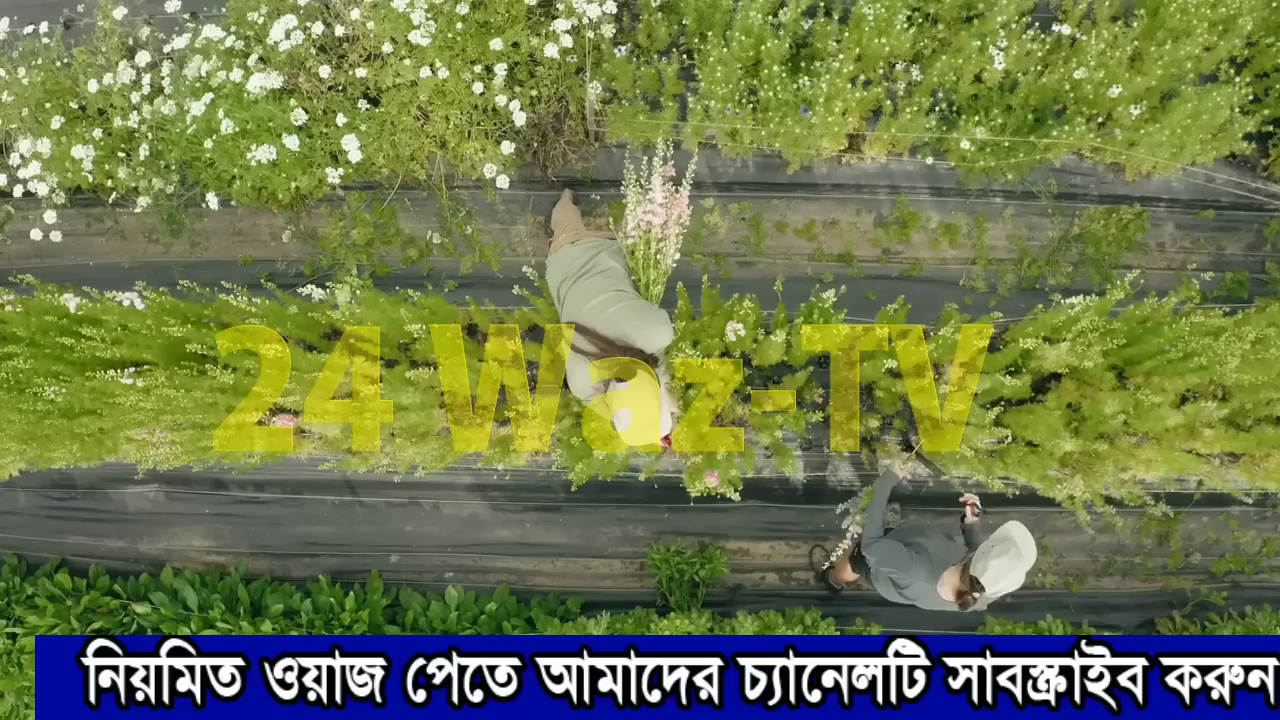 24 Waz-TV
নিয়মিত ওয়াজ পেতে আমাদের চ্যানেলটি সাবস্ক্রাইব করুন